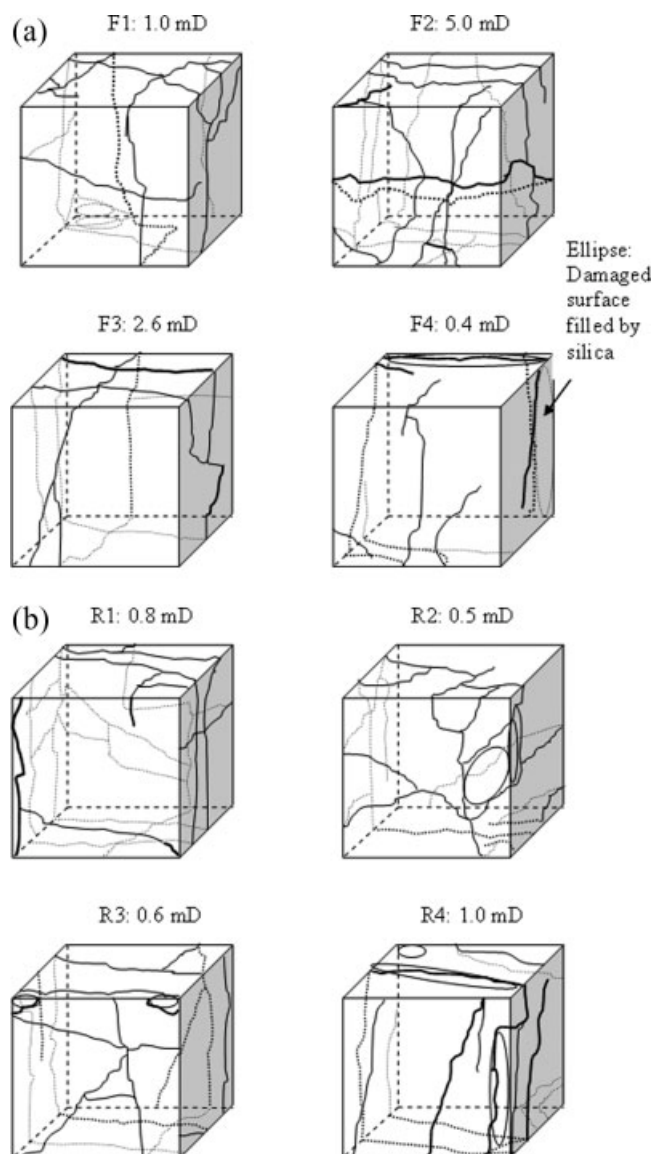 (a)
F1: 1.0 mD
F2: 5.0 mD
Ellipse:
Damaged
surface
filled by
silica
F3: 2.6 mD
F4: 0.4 mD
(b)
R1: 0.8 mD
R2: 0.5 mD
R3: 0.6 mD
R4: 1.0 mD